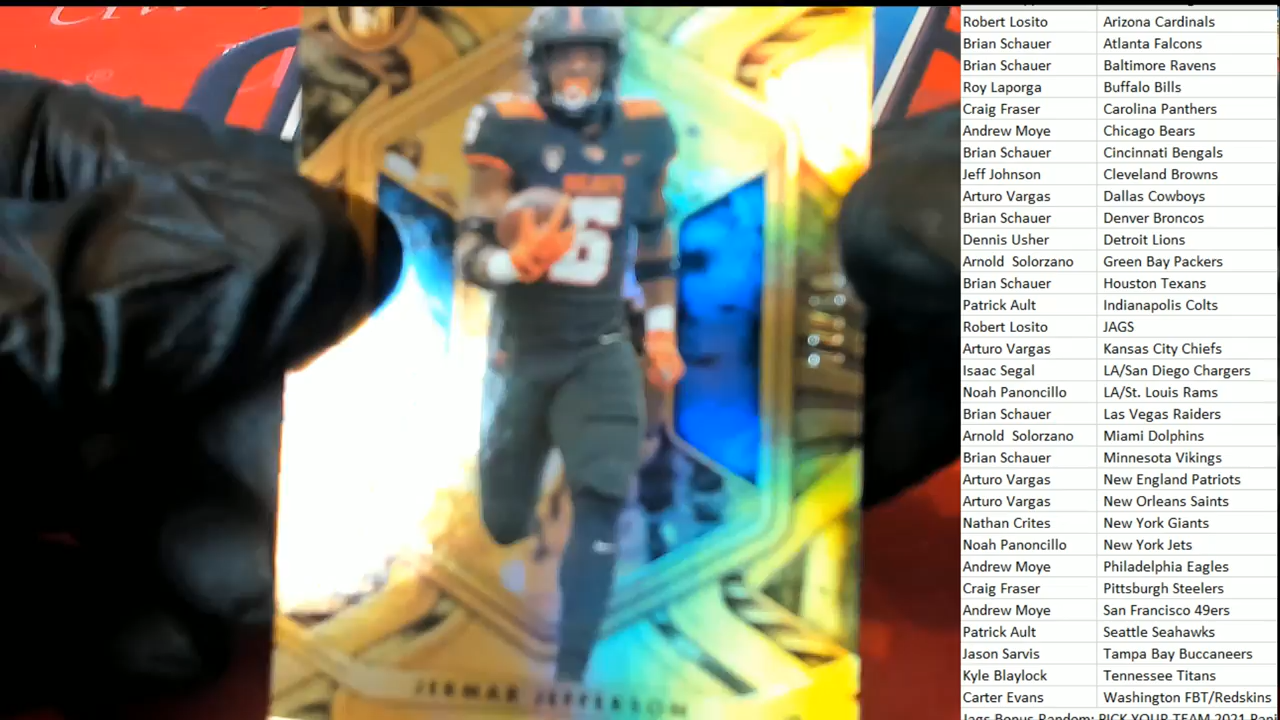 BEAVERS
6
JERMAR JEFFERSON
Robert Losito Arizona Cardinals
Brian Schauer Atlanta Falcons
Brian Schauer Baltimore Ravens
Roy Laporga Buffalo Bills
Craig Fraser Carolina Panthers
Andrew Moye Chicago Bears
Brian Schauer Cincinnati Bengals
Jeff Johnson Cleveland Browns
Arturo Vargas Dallas Cowboys
Brian Schauer Denver Broncos
Dennis Usher Detroit Lions
Arnold Solorzano Green Bay Packers
Brian Schauer Houston Texans
Patrick Ault Indianapolis Colts
Robert Losito JAGS
Arturo Vargas Kansas City Chiefs
Isaac Segal LA/San Diego Chargers
Noah Panoncillo LA/St. Louis Rams
Brian Schauer Las Vegas Raiders
Arnold Solorzano Miami Dolphins
Brian Schauer Minnesota Vikings
Arturo Vargas New England Patriots
Arturo Vargas New Orleans Saints
Nathan Crites New York Giants
Noah Panoncillo New York Jets
Andrew Moye Philadelphia Eagles
Craig Fraser Pittsburgh Steelers
Andrew Moye San Francisco 49ers
Patrick Ault Seattle Seahawks
Jason Sarvis Tampa Bay Buccaneers
Kyle Blaylock Tennessee Titans
Carter Evans Washington FBT/Redskins
Jags Bonus Random: PICK YOUR TEAM 2021